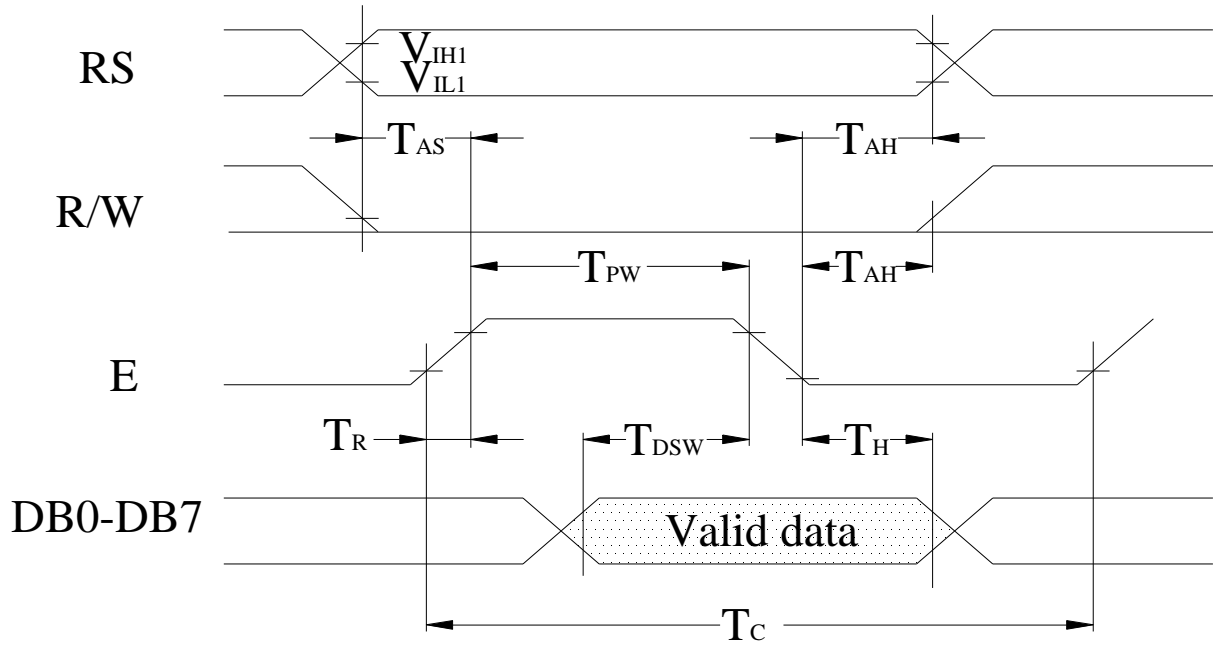 RS
VIH1
VIL1
TAS
TAH
R/W
TPW
TAH
E
TR
TDSW
TH
DB0-DB7
Valid data
TC